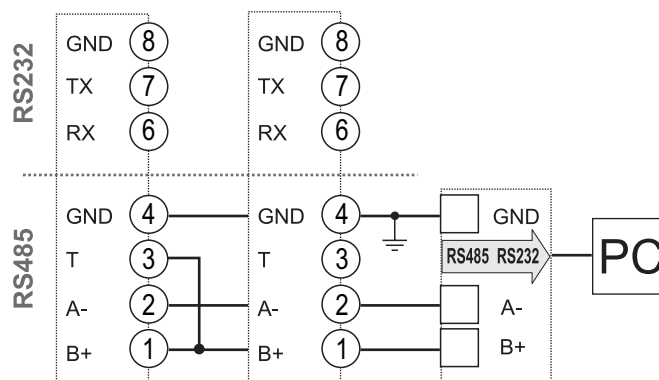 RS232
GND 8 GND 8
TX 7 TX 7
RX 6 RX 6
RS485
GND 4 GND 4 GND
T 3 T 3 RS485 RS232 PC
A- 2 A- 2 A-
B+ 1 B+ 1 B+